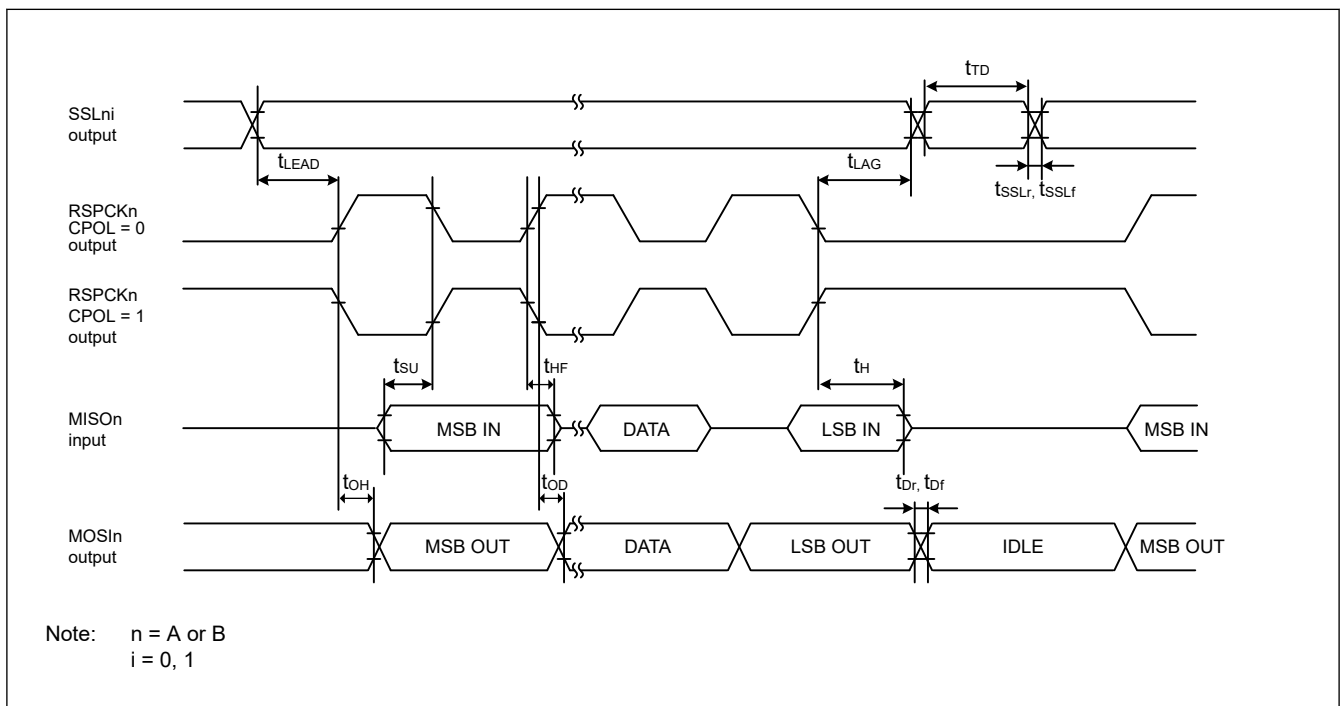 tTD
SSLni
output
tLEAD
tLAG
tSSLr, tSSLf
RSPCKn
CPOL = 0
output
RSPCKn
CPOL = 1
output
tSU
tHF
tH
MISOn
input
MSB IN
DATA
LSB IN
MSB IN
tOH
tOD
tDr, tDf
MOSIn
output
MSB OUT
DATA
LSB OUT
IDLE
MSB OUT
Note: n = A or B
i = 0, 1